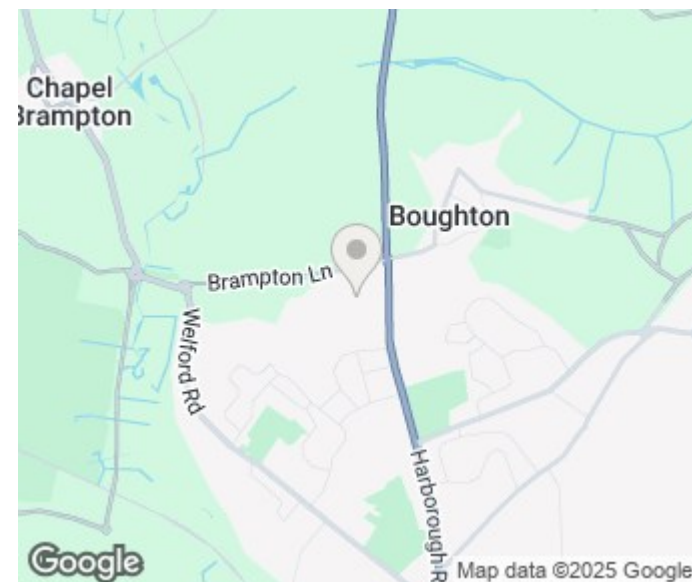 Chapel
Brampton
Boughton
Brampton Ln
Welford Rd
Harborough R
Google
Map data ©2025 Google